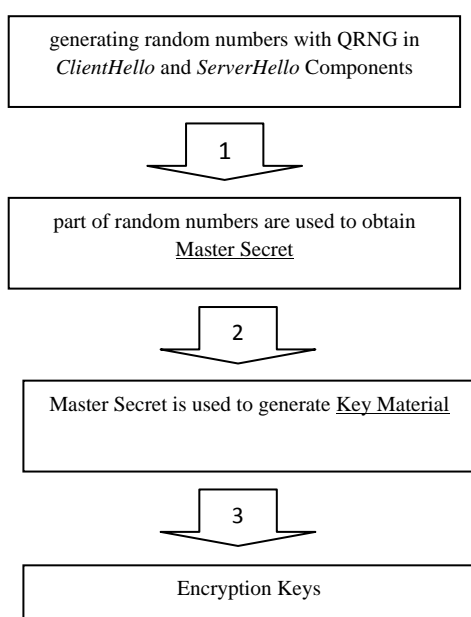 generating random numbers with QRNG in
ClientHello and ServerHello Components
1
part of random numbers are used to obtain
Master Secret
2
Master Secret is used to generate Key Material
3
Encryption Keys